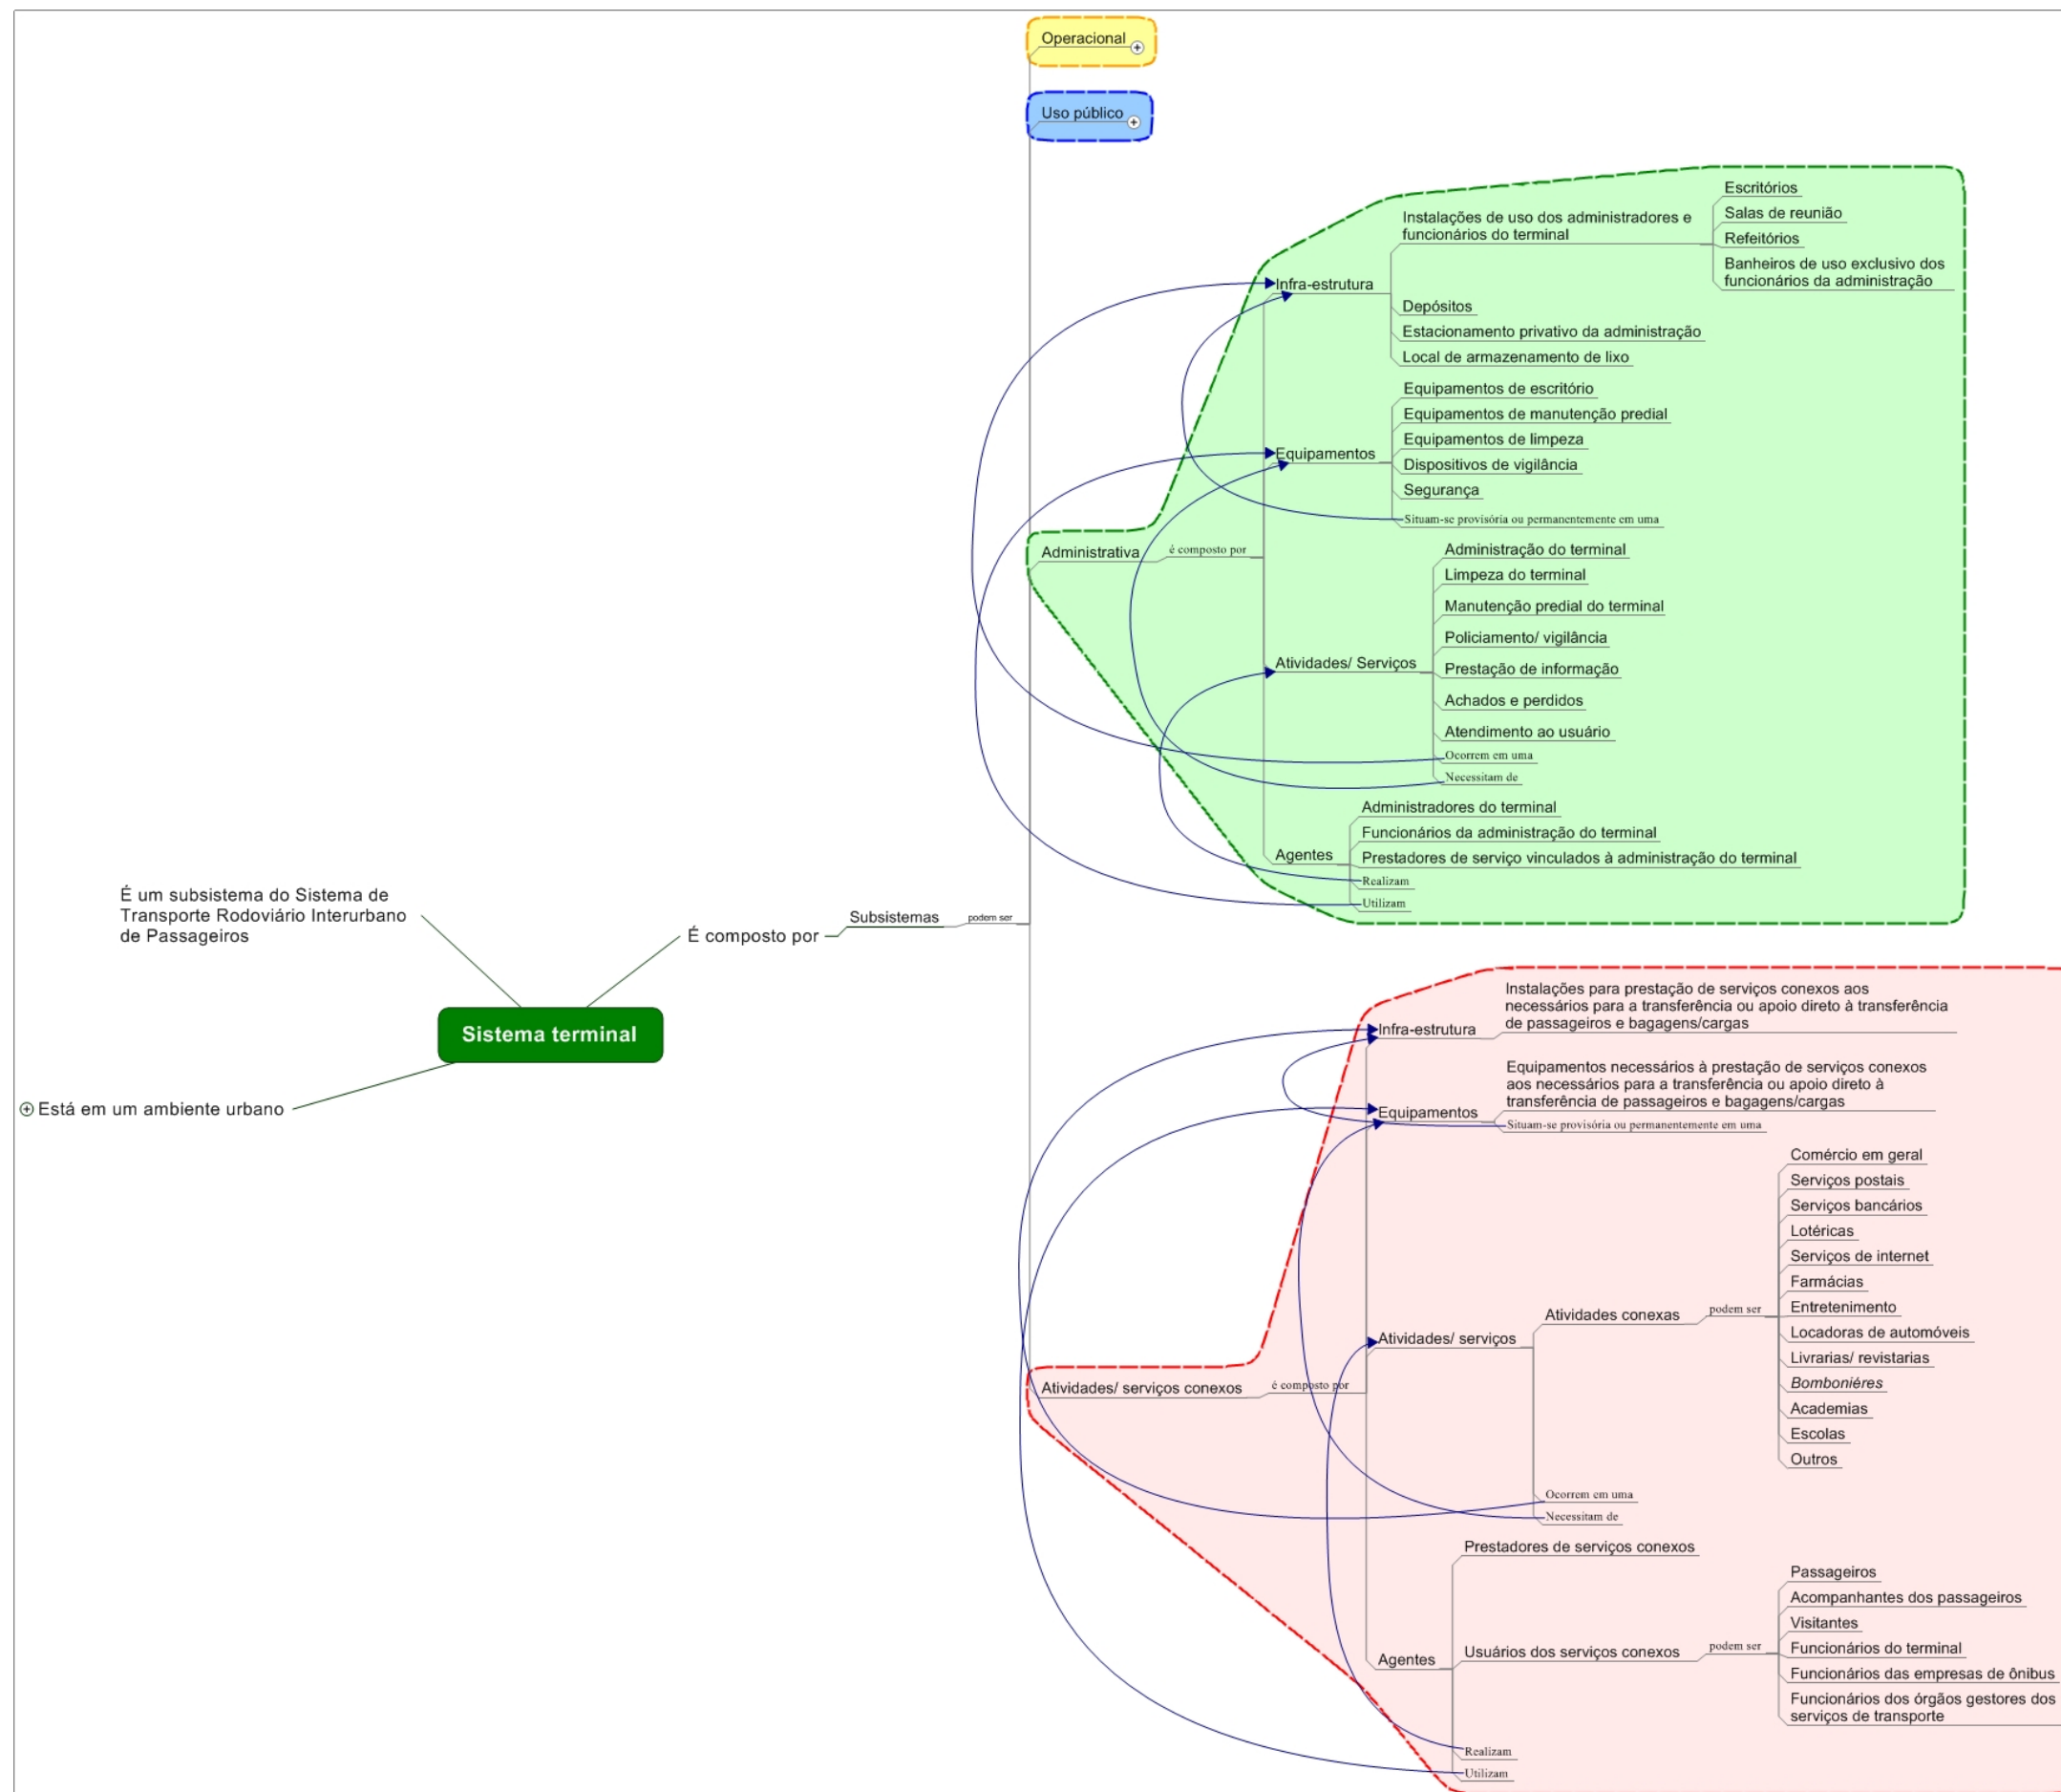 Operacional
Uso público
Escritórios
Salas de reunião
Refeitórios
Banheiros de uso exclusivo dos
funcionários da administração
Instalações de uso dos administradores e
funcionários do terminal
Infra-estrutura
Depósitos
Estacionamento privativo da administração
Local de armazenamento de lixo
Equipamentos de escritório
Equipamentos de manutenção predial
Equipamentos de limpeza
Equipamentos
Dispositivos de vigilância
Segurança
Situam-se provisória ou permanentemente em uma
Administrativa
é composto por
Administração do terminal
Limpeza do terminal
Manutenção predial do terminal
Policiamento/ vigilância
Atividades/ Serviços
Prestação de informação
Achados e perdidos
Atendimento ao usuário
Ocorrem em uma
Necessitam de
Administradores do terminal
Funcionários da administração do terminal
Agentes
Prestadores de serviço vinculados à administração do terminal
Realizam
Utilizam
É um subsistema do Sistema de
Transporte Rodoviário Interurbano
de Passageiros
É composto por
Subsistemas
podem ser
Sistema terminal
Está em um ambiente urbano
Instalações para prestação de serviços conexos aos
necessários para a transferência ou apoio direto à transferência
de passageiros e bagagens/cargas
Infra-estrutura
Equipamentos necessários à prestação de serviços conexos
aos necessários para a transferência ou apoio direto à
transferência de passageiros e bagagens/cargas
Equipamentos
Situam-se provisória ou permanentemente em uma
Comércio em geral
Serviços postais
Serviços bancários
Lotéricas
Serviços de internet
Farmácias
Atividades conexas
podem ser
Entretenimento
Locadoras de automóveis
Livrarias/ revistarias
Bomboniéres
Academias
Escolas
Outros
Atividades/ serviços
Atividades/ serviços conexos
é composto por
Ocorrem em uma
Necessitam de
Prestadores de serviços conexos
Passageiros
Acompanhantes dos passageiros
Visitantes
Agentes
Usuários dos serviços conexos
podem ser
Funcionários do terminal
Funcionários das empresas de ônibus
Funcionários dos órgãos gestores dos
serviços de transporte
Realizam
Utilizam